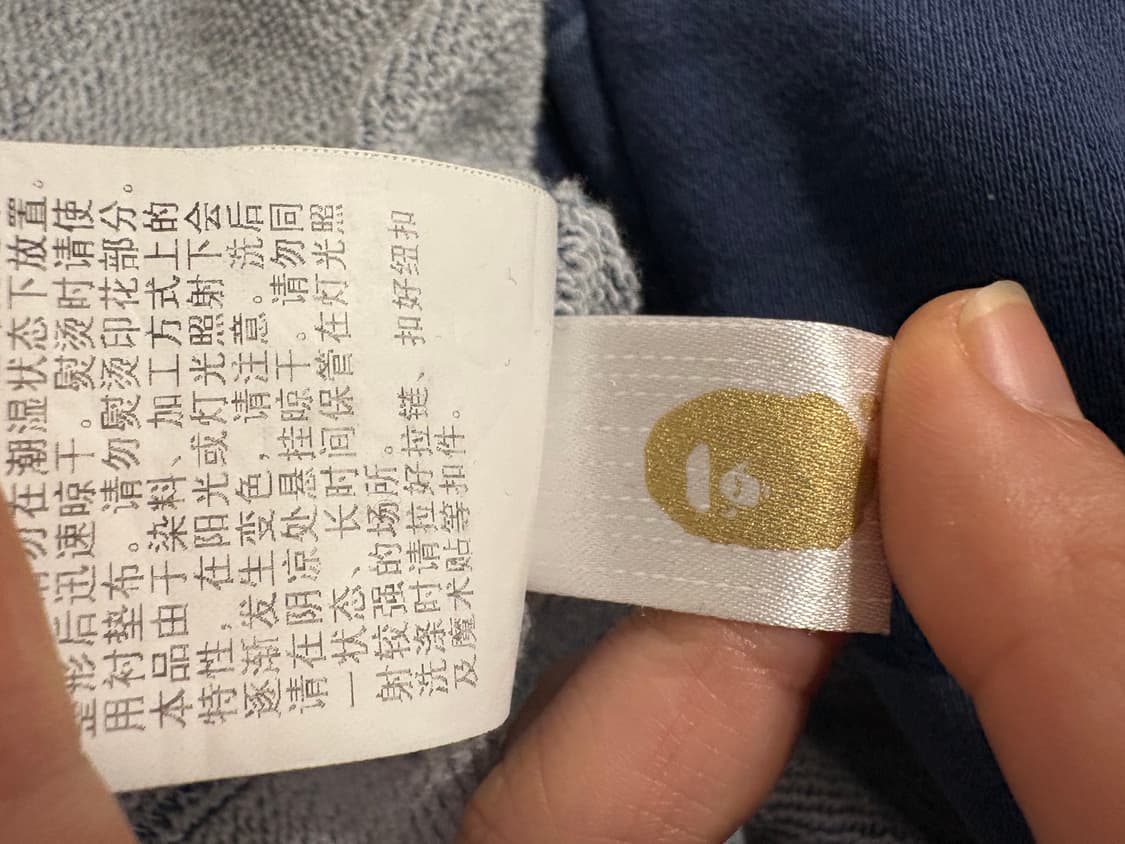 勿在潮湿状态下放置。
整形后迅速晾干。熨烫时请使
用衬垫布。请勿熨烫印花部分。
本品由于染料、加工方式上的
特性，在阳光或灯光照射下会
逐渐发生变色，请注意。洗后
请在阴凉处悬挂晾干。请勿同
一状态、长时间保管在灯光照
射较强的场所。
洗涤时请拉好拉链、扣好纽扣
及魔术贴等扣件。